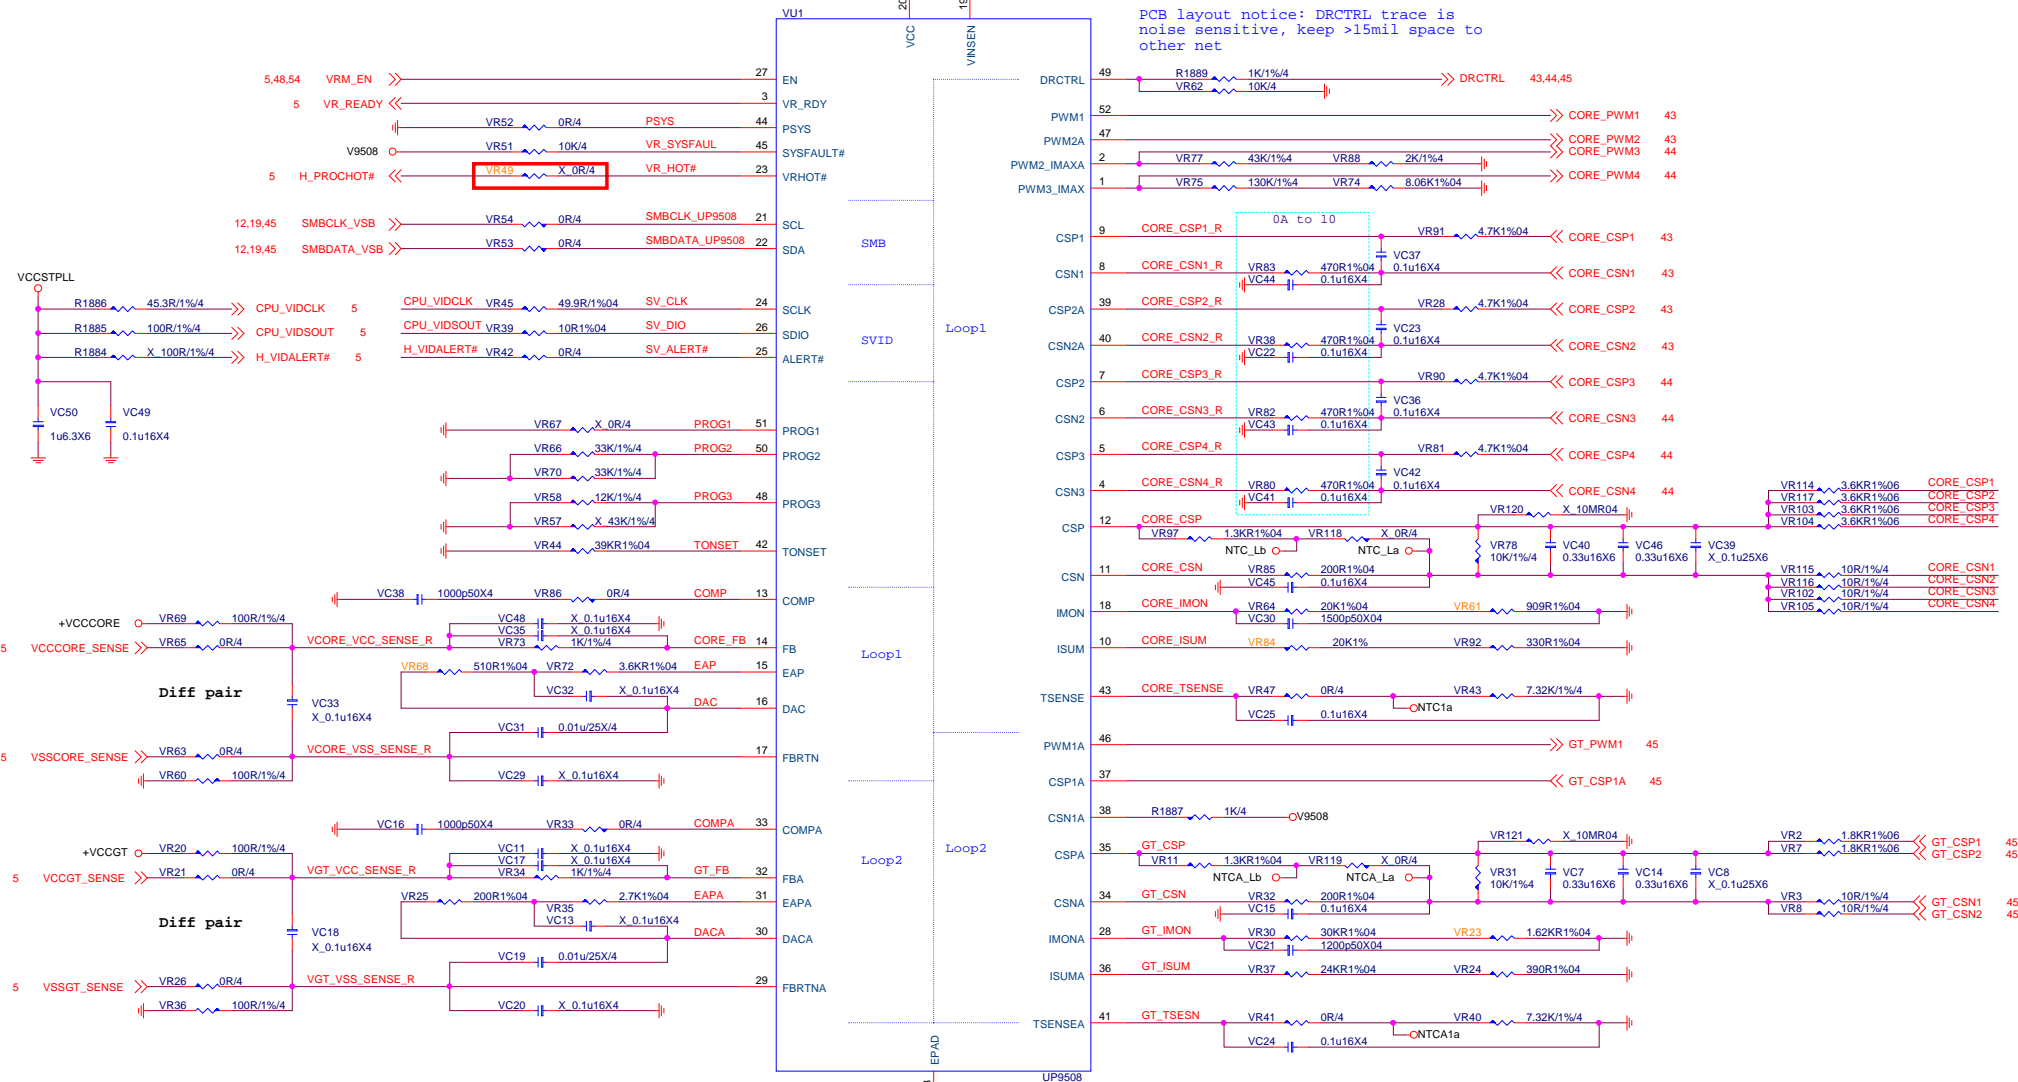 PCB layout notice: DRCTRL trace is
noise sensitive, keep >15mil space to
other net
VU1
20
19
VCC
VINSEN
5,48,54 VRM_EN 27 EN
5 VR_READY 3 VR_RDY
VR52 0R/4 PSYS 44 PSYS
V9508 VR51 10K/4 VR_SYSFAUL 45 SYSFAULT#
5 H_PROCHOT# VR49 X_0R/4 VR_HOT# 23 VRHOT#
12,19,45 SMBCLK_VSB VR54 0R/4 SMBCLK_UP9508 21 SCL
12,19,45 SMBDATA_VSB VR53 0R/4 SMBDATA_UP9508 22 SDA
SMB
VCCSTPLL
R1886 45.3R/1%/4 CPU_VIDCLK 5
R1885 100R/1%/4 CPU_VIDSOUT 5
R1884 X_100R/1%/4 H_VIDALERT# 5
CPU_VIDCLK VR45 49.9R/1%04 SV_CLK 24 SCLK
CPU_VIDSOUT VR39 10R1%04 SV_DIO 26 SDIO
H_VIDALERT# VR42 0R/4 SV_ALERT# 25 ALERT#
SVID
Loop1
VC50
1u6.3X6
VC49
0.1u16X4
VR67 X_0R/4 PROG1 51 PROG1
VR66 33K/1%/4 PROG2 50 PROG2
VR70 33K/1%/4
VR58 12K/1%/4 PROG3 48 PROG3
VR57 X_43K/1%/4
VR44 39KR1%04 TONSET 42 TONSET
VC38 1000p50X4 VR86 0R/4 COMP 13 COMP
+VCCCORE VR69 100R/1%/4
VC48 X_0.1u16X4
VC35 X_0.1u16X4
5 VCCCORE_SENSE VR65 0R/4 VCORE_VCC_SENSE_R VR73 1K/1%/4 CORE_FB 14 FB
Loop1
VR68 510R1%04 VR72 3.6KR1%04 EAP 15 EAP
VC32 X_0.1u16X4
Diff pair
VC33
X_0.1u16X4
DAC 16 DAC
VC31 0.01u/25X/4
5 VSSCORE_SENSE VR63 0R/4 VCORE_VSS_SENSE_R 17 FBRTN
VR60 100R/1%/4
VC29 X_0.1u16X4
VC16 1000p50X4 VR33 0R/4 COMPA 33 COMPA
+VCCGT VR20 100R/1%/4
VC11 X_0.1u16X4
VC17 X_0.1u16X4
5 VCCGT_SENSE VR21 0R/4 VGT_VCC_SENSE_R VR34 1K/1%/4 GT_FB 32 FBA
Loop2
Loop2
VR25 200R1%04 VR35 2.7K1%04 EAPA 31 EAPA
VC13 X_0.1u16X4
Diff pair
VC18
X_0.1u16X4
DACA 30 DACA
VC19 0.01u/25X/4
5 VSSGT_SENSE VR26 0R/4 VGT_VSS_SENSE_R 29 FBRTNA
VR36 100R/1%/4
VC20 X_0.1u16X4
EPAD
UP9508
DRCTRL 49 R1889 1K/1%/4 DRCTRL 43,44,45
VR62 10K/4
PWM1 52 CORE_PWM1 43
PWM2A 47 CORE_PWM2 43
CORE_PWM3 44
PWM2_IMAXA 2 VR77 43K/1%4 VR88 2K/1%4
CORE_PWM4 44
PWM3_IMAX 1 VR75 130K/1%4 VR74 8.06K1%04
0A to 10
CSP1 9 CORE_CSP1_R VR91 4.7K1%04 CORE_CSP1 43
VC37
0.1u16X4
CSN1 8 CORE_CSN1_R VR83 470R1%04 CORE_CSN1 43
VC44 0.1u16X4
CSP2A 39 CORE_CSP2_R VR28 4.7K1%04 CORE_CSP2 43
VC23
0.1u16X4
CSN2A 40 CORE_CSN2_R VR38 470R1%04 CORE_CSN2 43
VC22 0.1u16X4
CSP2 7 CORE_CSP3_R VR90 4.7K1%04 CORE_CSP3 44
VC36
0.1u16X4
CSN2 6 CORE_CSN3_R VR82 470R1%04 CORE_CSN3 44
VC43 0.1u16X4
CSP3 5 CORE_CSP4_R VR81 4.7K1%04 CORE_CSP4 44
VC42
0.1u16X4
CSN3 4 CORE_CSN4_R VR80 470R1%04 CORE_CSN4 44
VC41 0.1u16X4
VR114 3.6KR1%06 CORE_CSP1
VR117 3.6KR1%06 CORE_CSP2
VR103 3.6KR1%06 CORE_CSP3
VR104 3.6KR1%06 CORE_CSP4
VR120 X_10MR04
CSP 12 CORE_CSP
VR97 1.3KR1%04 VR118 X_0R/4
NTC_Lb NTC_La
VR78
10K/1%/4
VC40
0.33u16X6
VC46
0.33u16X6
VC39
X_0.1u25X6
CSN 11 CORE_CSN VR85 200R1%04
VC45 0.1u16X4
VR115 10R/1%/4 CORE_CSN1
VR116 10R/1%/4 CORE_CSN2
VR102 10R/1%/4 CORE_CSN3
VR105 10R/1%/4 CORE_CSN4
IMON 18 CORE_IMON VR64 20K1%04 VR61 909R1%04
VC30 1500p50X04
ISUM 10 CORE_ISUM VR84 20K1% VR92 330R1%04
TSENSE 43 CORE_TSENSE VR47 0R/4 VR43 7.32K/1%/4
NTC1a
VC25 0.1u16X4
PWM1A 46 GT_PWM1 45
CSP1A 37 GT_CSP1A 45
CSN1A 38 R1887 1K/4 V9508
VR121 X_10MR04
VR2 1.8KR1%06 GT_CSP1 45
VR7 1.8KR1%06 GT_CSP2 45
CSPA 35 GT_CSP
VR11 1.3KR1%04 VR119 X_0R/4
NTCA_Lb NTCA_La
VR31
10K/1%4
VC7
0.33u16X6
VC14
0.33u16X6
VC8
X_0.1u25X6
CSNA 34 GT_CSN VR32 200R1%04
VC15 0.1u16X4
VR3 10R/1%/4 GT_CSN1 45
VR8 10R/1%/4 GT_CSN2 45
IMONA 28 GT_IMON VR30 30KR1%04 VR23 1.62KR1%04
VC21 1200p50X04
ISUMA 36 GT_ISUM VR37 24KR1%04 VR24 390R1%04
TSENSEA 41 GT_TSESN VR41 0R/4 VR40 7.32K/1%/4
NTCA1a
VC24 0.1u16X4